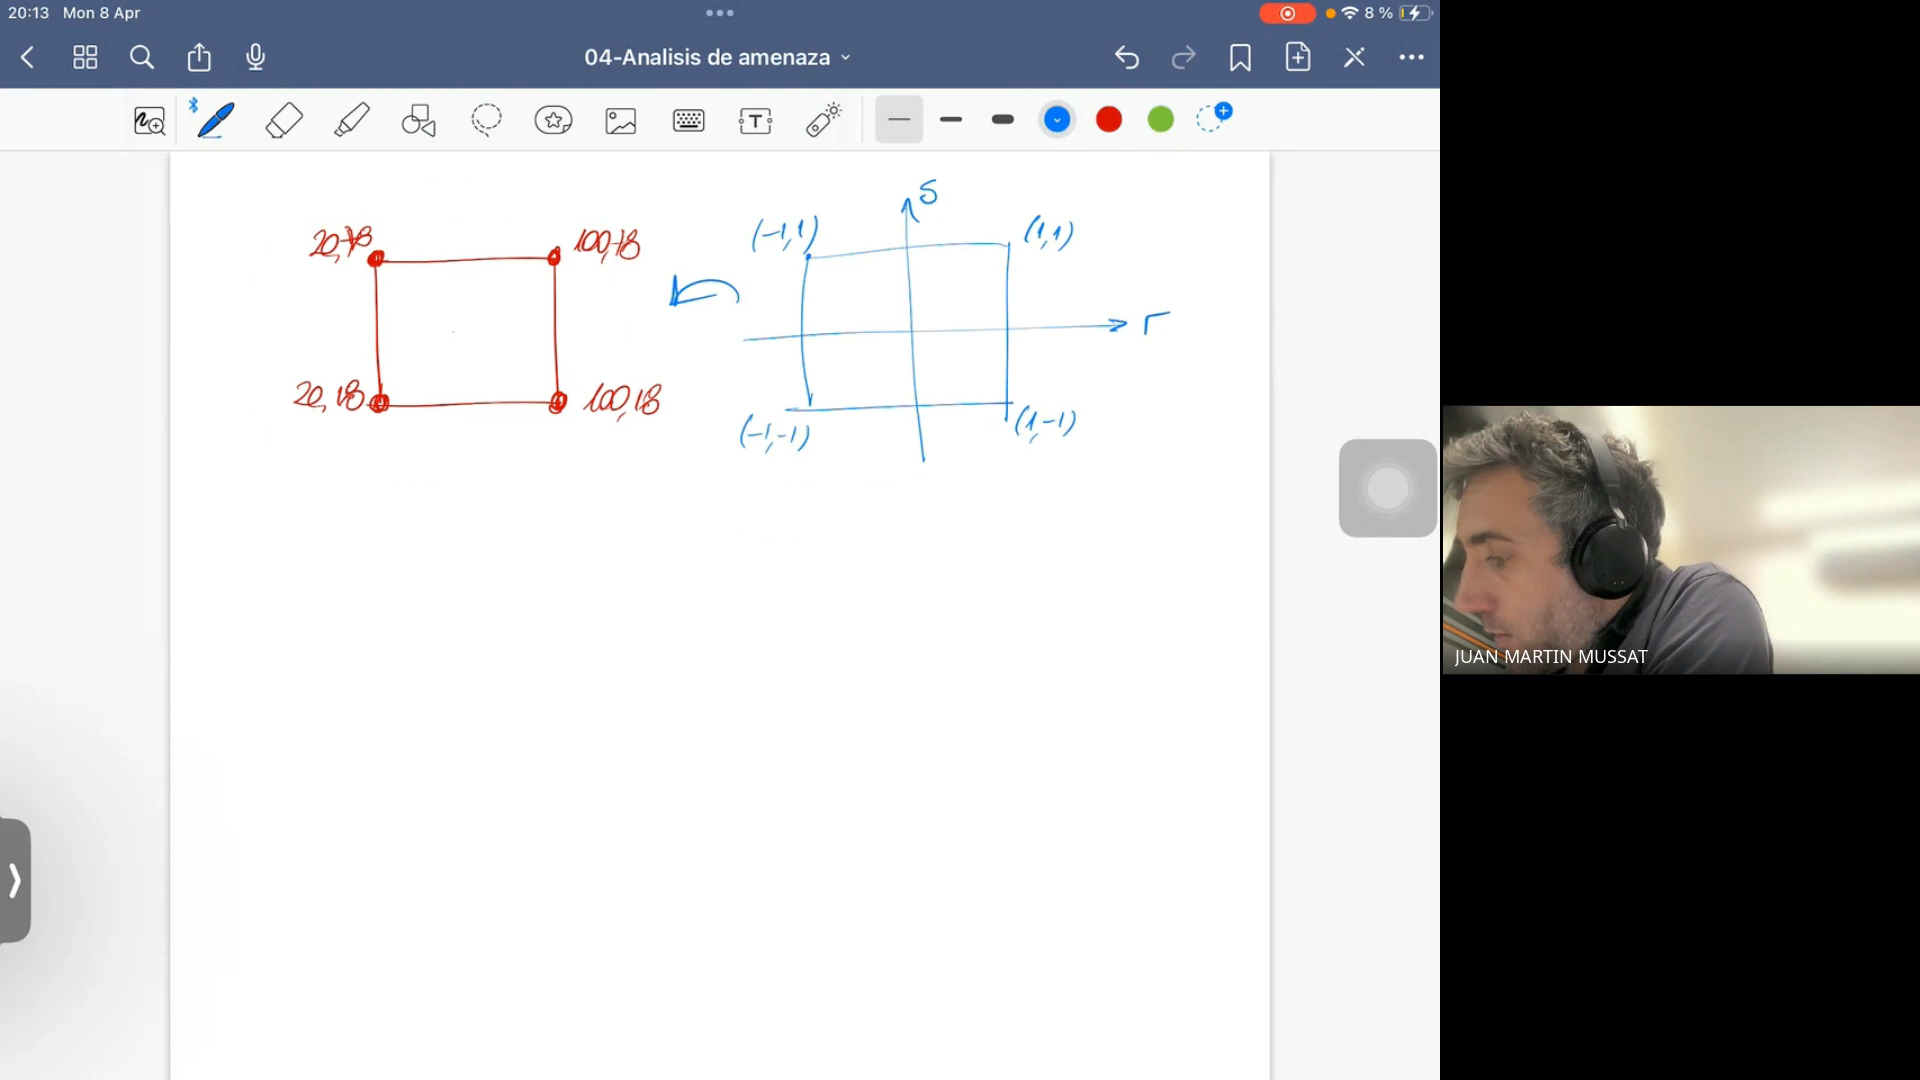 20:13 Mon 8 Apr
8 %
04-Analisis de amenaza
T
S
(-1,1)
(1,1)
100,78
r
20,18
100,18
(-1,-1)
(1,-1)
JUAN MARTIN MUSSAT